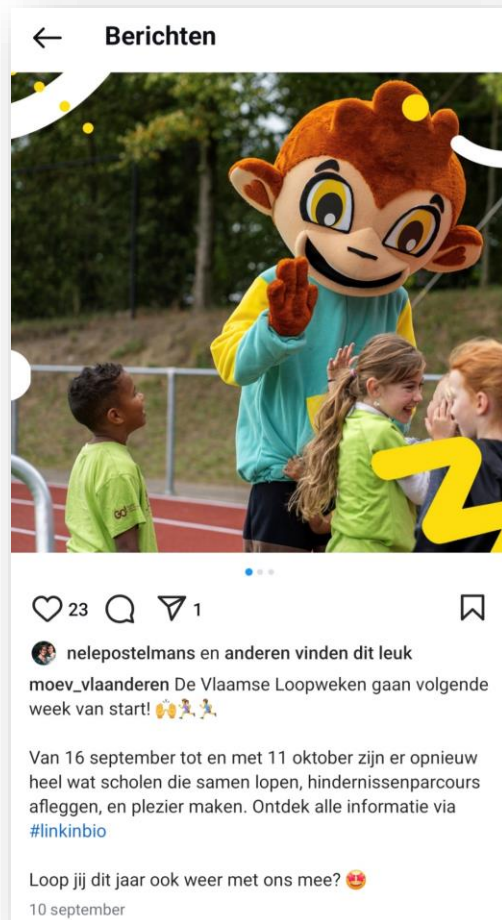 Berichten
23 1
nelepostelmans en anderen vinden dit leuk
moev_vlaanderen De Vlaamse Loopweken gaan volgende
week van start! 🙌🏃‍♀️🏃‍♂️
Van 16 september tot en met 11 oktober zijn er opnieuw
heel wat scholen die samen lopen, hindernissenparcours
afleggen, en plezier maken. Ontdek alle informatie via
#linkinbio
Loop jij dit jaar ook weer met ons mee? 🤩
10 september